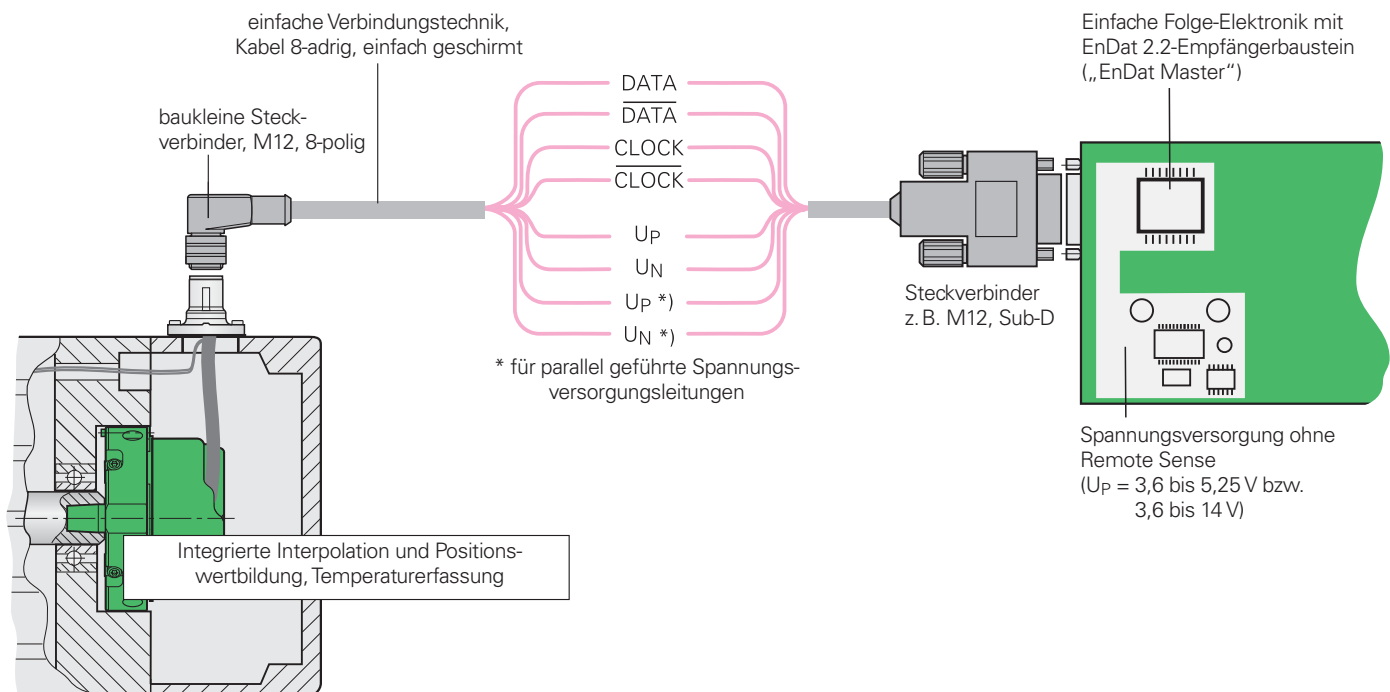 einfache Verbindungstechnik,
Kabel 8-adrig, einfach geschirmt
baukleine Steck-
verbinder, M12, 8-polig
DATA
D̅A̅T̅A̅
CLOCK
C̅L̅O̅C̅K̅
UP
UN
UP *)
UN *)
* für parallel geführte Spannungs-
versorgungsleitungen
Einfache Folge-Elektronik mit
EnDat 2.2-Empfängerbaustein
(„EnDat Master“)
Steckverbinder
z. B. M12, Sub-D
Spannungsversorgung ohne
Remote Sense
(UP = 3,6 bis 5,25 V bzw.
3,6 bis 14 V)
Integrierte Interpolation und Positions-
wertbildung, Temperaturerfassung